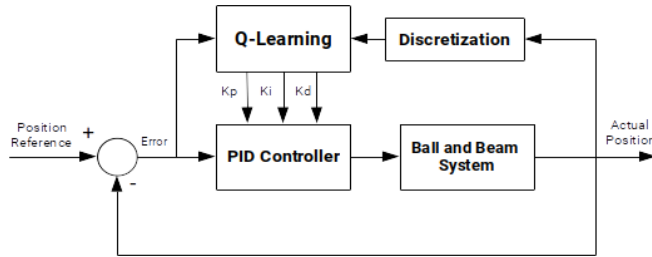 Q-Learning
Discretization
Kp Ki Kd
Position
Reference
+
Error
PID Controller
Ball and Beam
System
Actual
Position
-